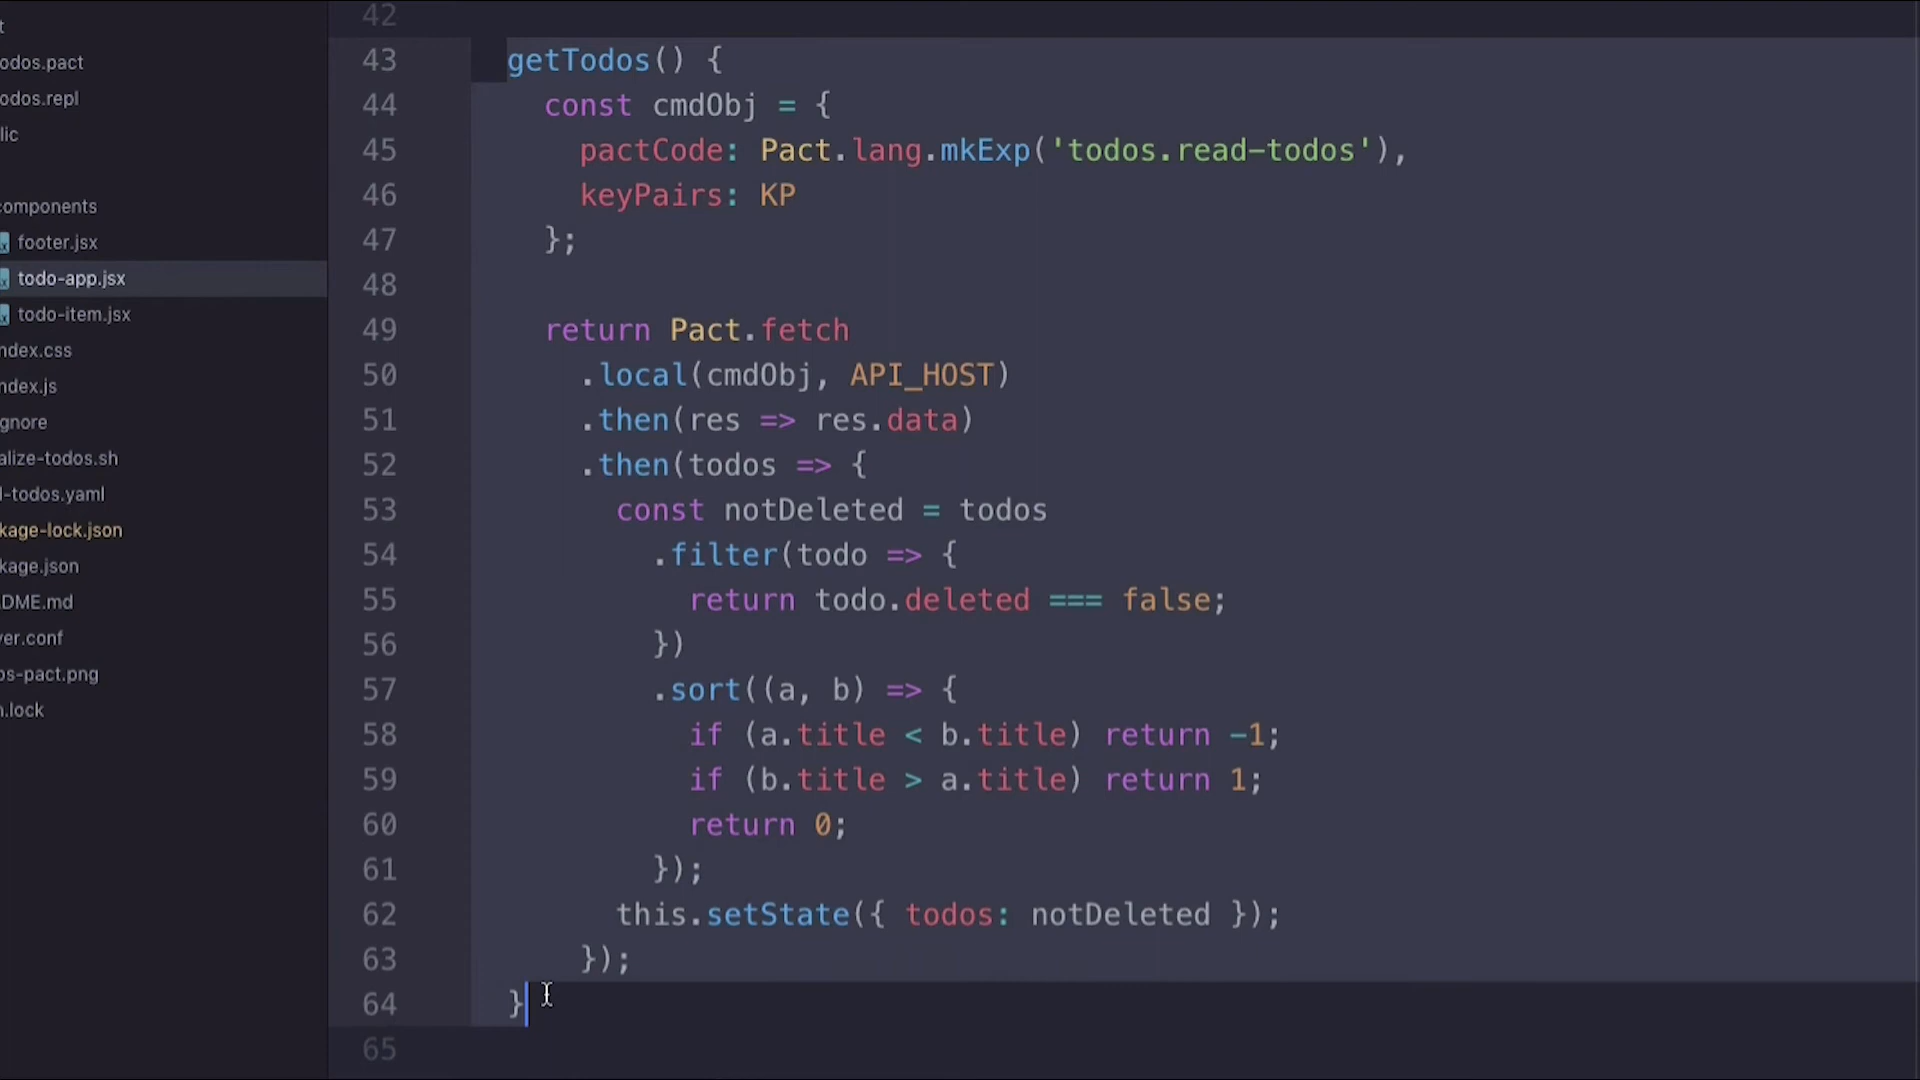 t
odos.pact
odos.repl
lic
components
footer.jsx
todo-app.jsx
todo-item.jsx
ndex.css
ndex.js
gnore
alize-todos.sh
l-todos.yaml
kage-lock.json
kage.json
DME.md
ver.conf
os-pact.png
n.lock
42
43 getTodos() {
44 const cmdObj = {
45 pactCode: Pact.lang.mkExp('todos.read-todos'),
46 keyPairs: KP
47 };
48
49 return Pact.fetch
50 .local(cmdObj, API_HOST)
51 .then(res => res.data)
52 .then(todos => {
53 const notDeleted = todos
54 .filter(todo => {
55 return todo.deleted === false;
56 })
57 .sort((a, b) => {
58 if (a.title < b.title) return -1;
59 if (b.title > a.title) return 1;
60 return 0;
61 });
62 this.setState({ todos: notDeleted });
63 });
64 }
65